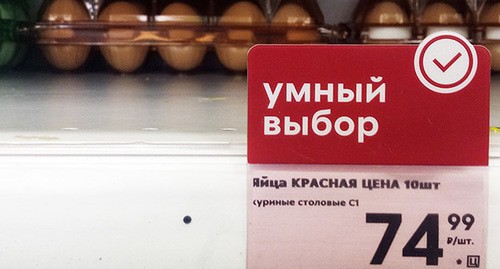 умный
выбор
Яйца КРАСНАЯ ЦЕНА 10шт
куриные столовые С1
74 99
₽/шт.
Ц